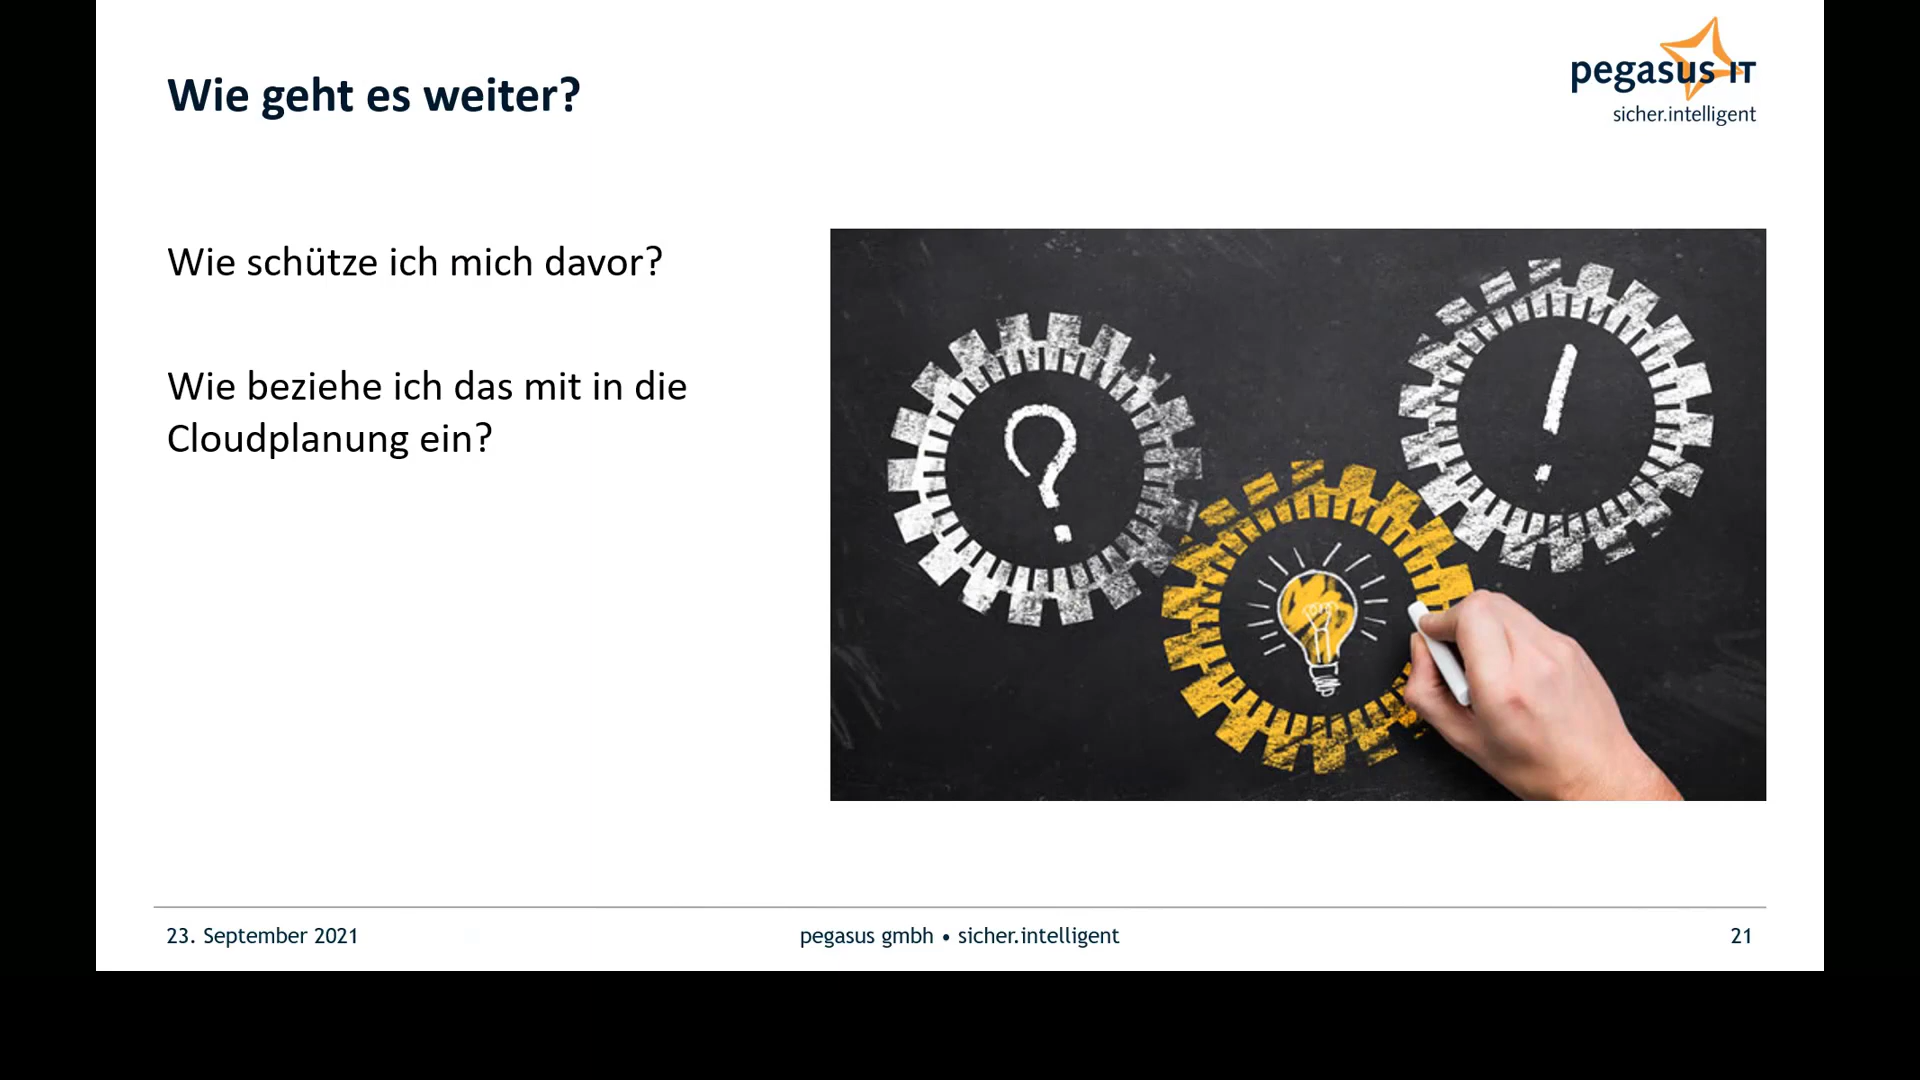 Wie geht es weiter?
pegasus IT
sicher.intelligent
Wie schütze ich mich davor?
Wie beziehe ich das mit in die
Cloudplanung ein?
?
!
23. September 2021
pegasus gmbh • sicher.intelligent
21